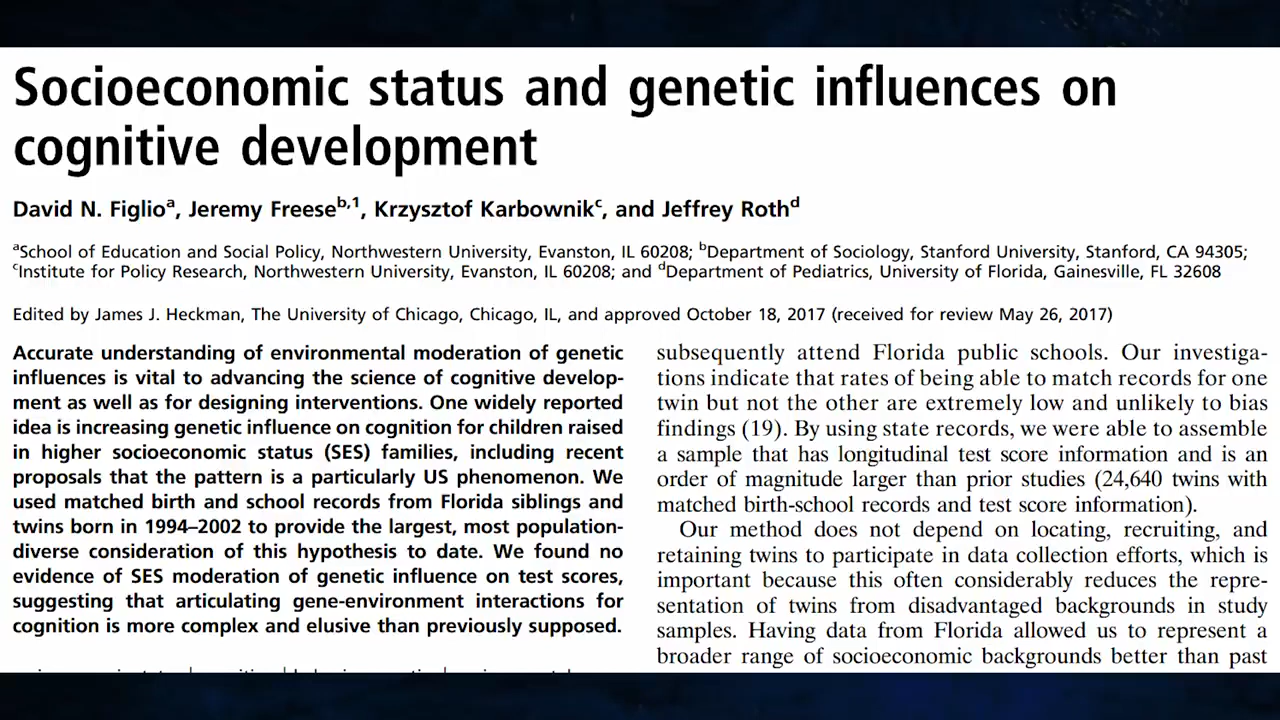 Socioeconomic status and genetic influences on
cognitive development
David N. Figlioᵃ, Jeremy Freeseᵇ,¹, Krzysztof Karbownikᶜ, and Jeffrey Rothᵈ
ᵃSchool of Education and Social Policy, Northwestern University, Evanston, IL 60208; ᵇDepartment of Sociology, Stanford University, Stanford, CA 94305;
ᶜInstitute for Policy Research, Northwestern University, Evanston, IL 60208; and ᵈDepartment of Pediatrics, University of Florida, Gainesville, FL 32608
Edited by James J. Heckman, The University of Chicago, Chicago, IL, and approved October 18, 2017 (received for review May 26, 2017)
Accurate understanding of environmental moderation of genetic
influences is vital to advancing the science of cognitive develop-
ment as well as for designing interventions. One widely reported
idea is increasing genetic influence on cognition for children raised
in higher socioeconomic status (SES) families, including recent
proposals that the pattern is a particularly US phenomenon. We
used matched birth and school records from Florida siblings and
twins born in 1994–2002 to provide the largest, most population-
diverse consideration of this hypothesis to date. We found no
evidence of SES moderation of genetic influence on test scores,
suggesting that articulating gene-environment interactions for
cognition is more complex and elusive than previously supposed.
subsequently attend Florida public schools. Our investiga-
tions indicate that rates of being able to match records for one
twin but not the other are extremely low and unlikely to bias
findings (19). By using state records, we were able to assemble
a sample that has longitudinal test score information and is an
order of magnitude larger than prior studies (24,640 twins with
matched birth-school records and test score information).
Our method does not depend on locating, recruiting, and
retaining twins to participate in data collection efforts, which is
important because this often considerably reduces the repre-
sentation of twins from disadvantaged backgrounds in study
samples. Having data from Florida allowed us to represent a
broader range of socioeconomic backgrounds better than past